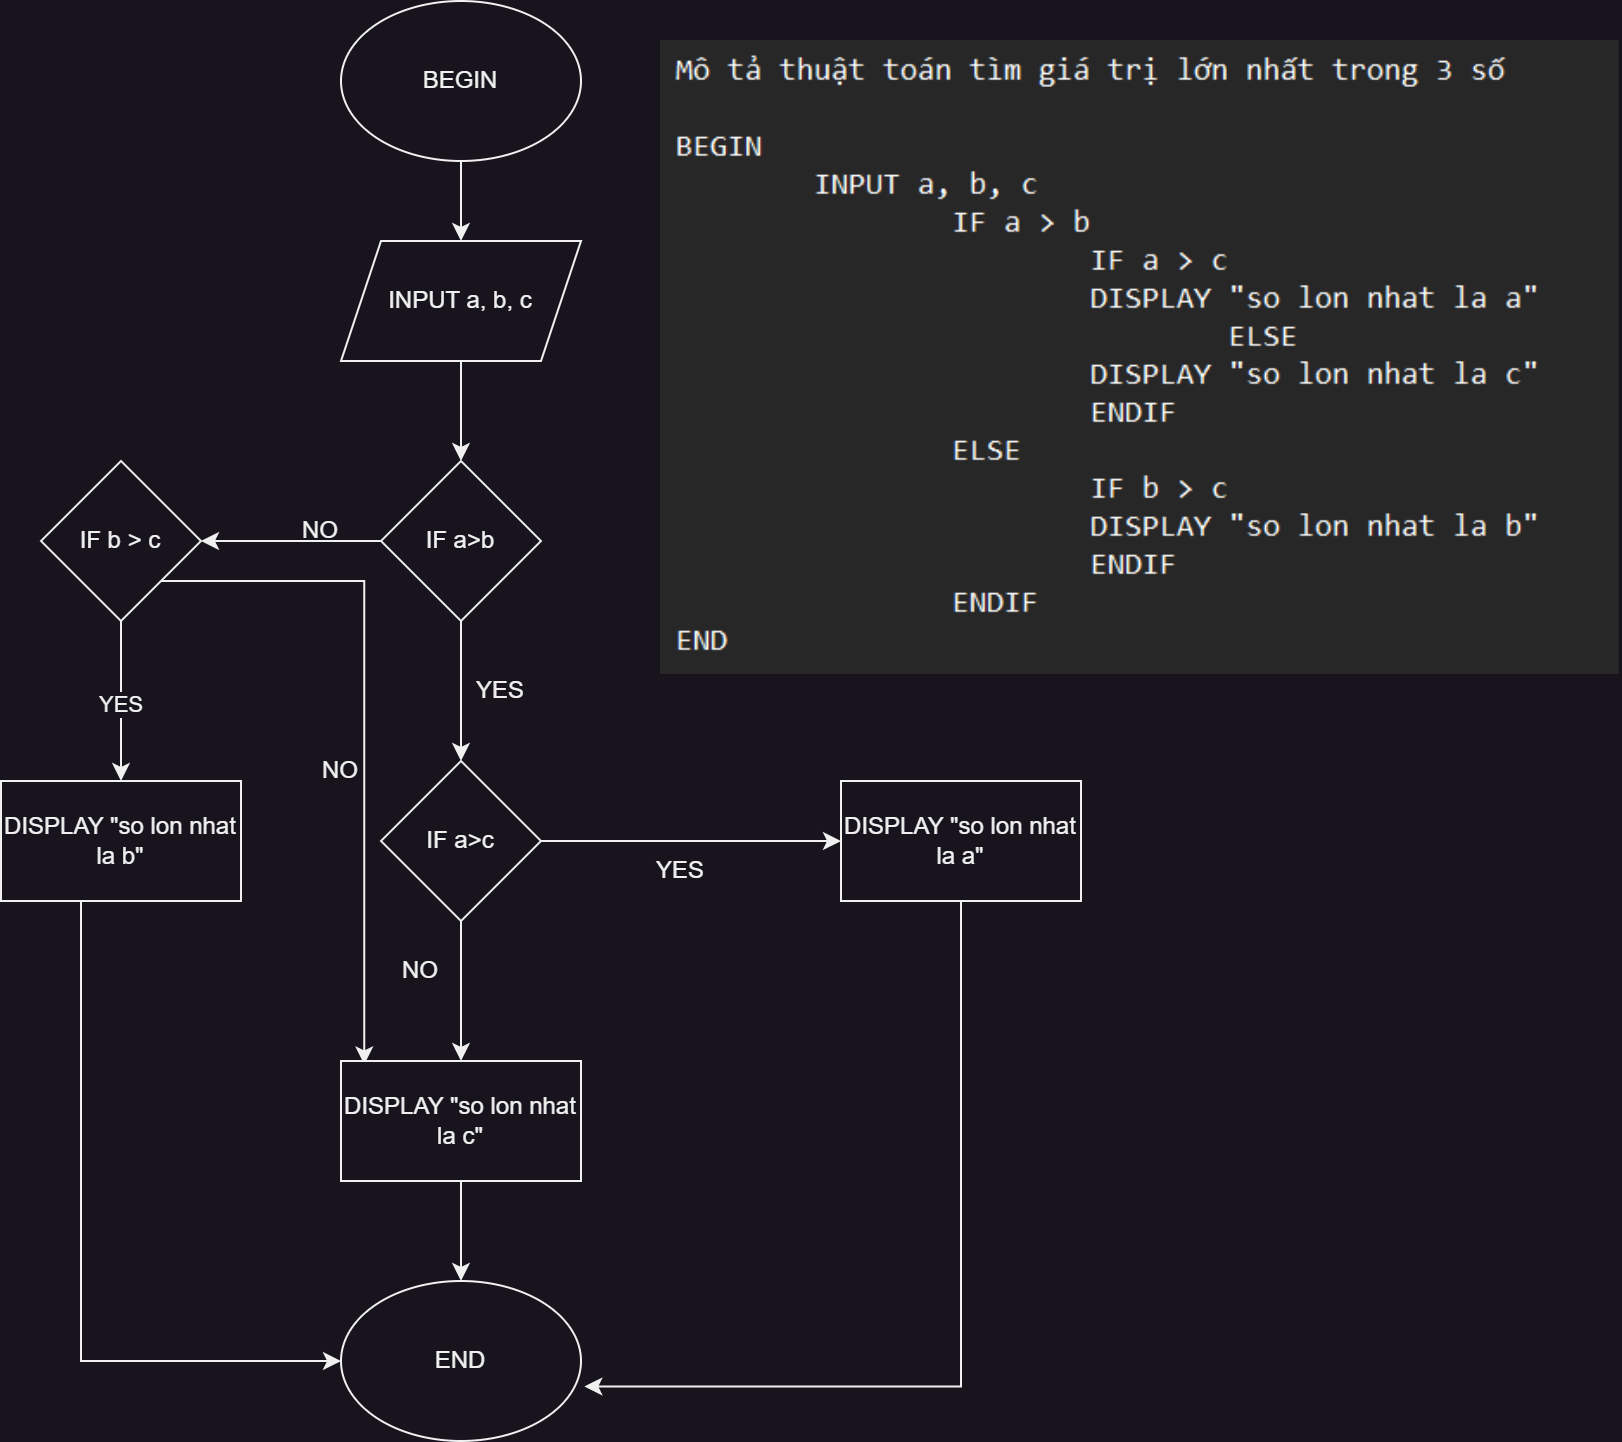 BEGIN
INPUT a, b, c
IF b > c
NO
IF a>b
YES
YES
NO
DISPLAY "so lon nhat
la b"
IF a>c
YES
DISPLAY "so lon nhat
la a"
NO
DISPLAY "so lon nhat
la c"
END
Mô tả thuật toán tìm giá trị lớn nhất trong 3 số
BEGIN
INPUT a, b, c
IF a > b
IF a > c
DISPLAY "so lon nhat la a"
ELSE
DISPLAY "so lon nhat la c"
ENDIF
ELSE
IF b > c
DISPLAY "so lon nhat la b"
ENDIF
ENDIF
END